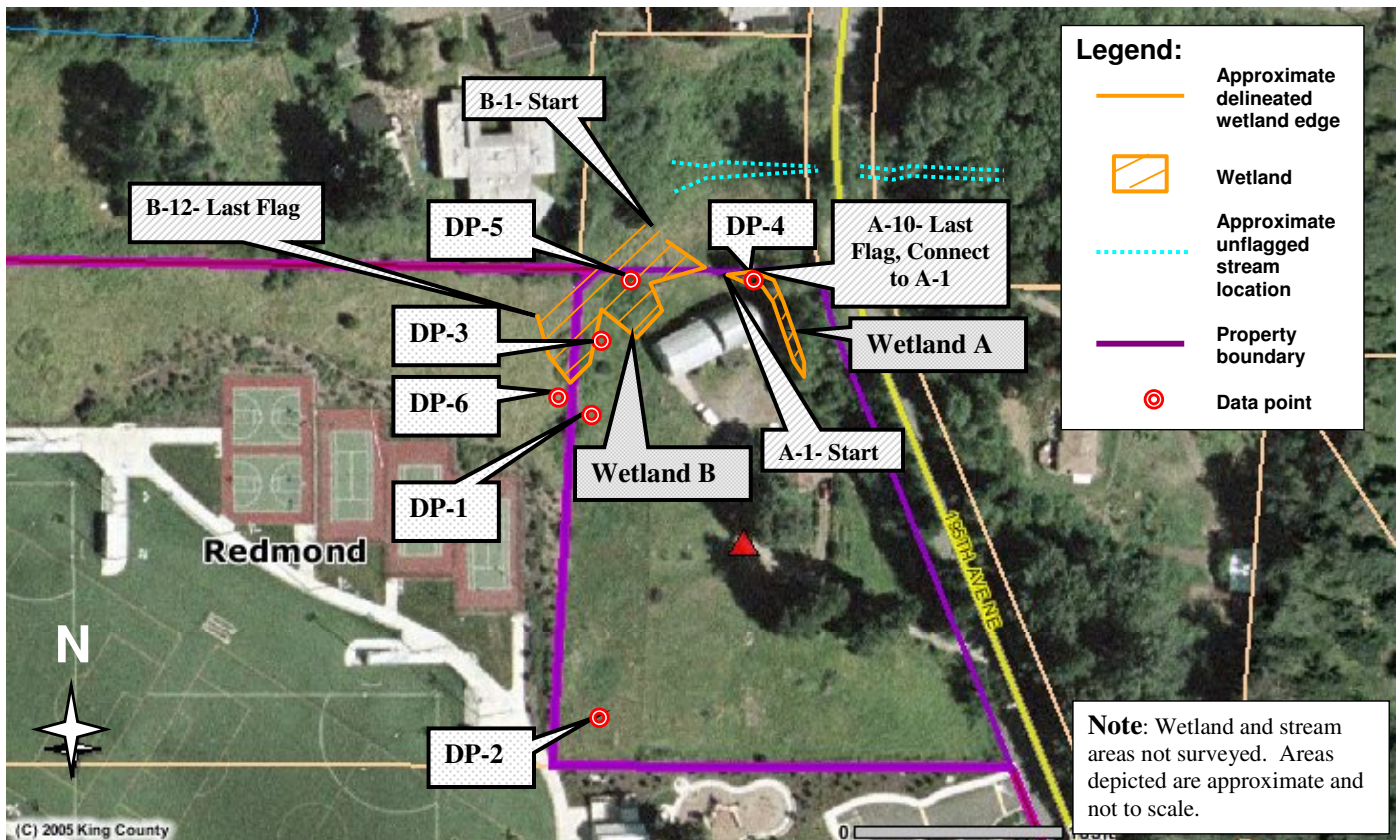 B-1- Start
B-12- Last Flag
DP-5
DP-4
A-10- Last
Flag, Connect
to A-1
DP-3
Wetland A
DP-6
A-1- Start
Wetland B
DP-1
Redmond
195TH AVE NE
N
DP-2
(C) 2005 King County
0
Legend:
Approximate
delineated
wetland edge
Wetland
Approximate
unflagged
stream
location
Property
boundary
Data point
Note: Wetland and stream
areas not surveyed.  Areas
depicted are approximate and
not to scale.